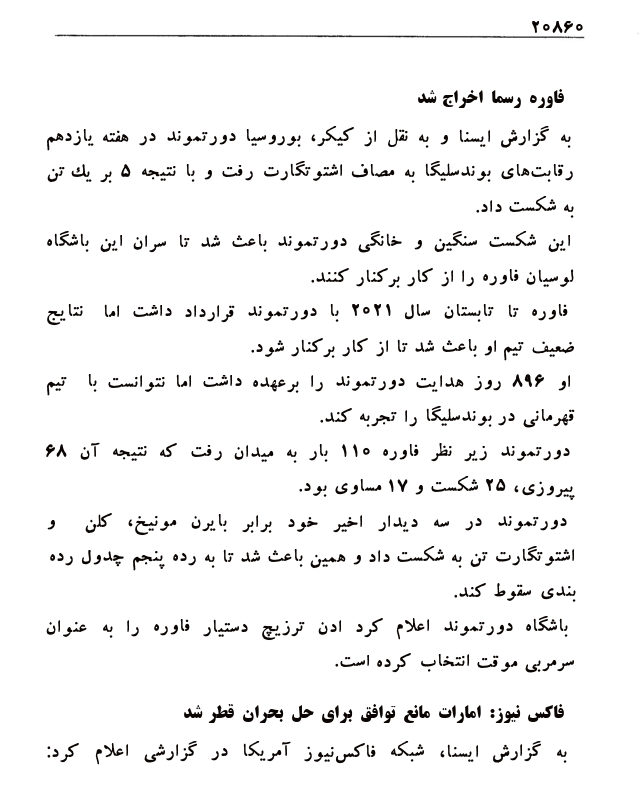 ۲۰۸۶۰
فاوره رسما اخراج شد
به گزارش ایسنا و به نقل از کیکر، بوروسیا دورتموند در هفته یازدهم
رقابت‌های بوندسلیگا به مصاف اشتوتگارت رفت و با نتیجه ۵ بر یك تن
به شکست داد.
این شکست سنگین و خانگی دورتموند باعث شد تا سران این باشگاه
لوسیان فاوره را از کار برکنار کنند.
فاوره تا تابستان سال ۲۰۲۱ با دورتموند قرارداد داشت اما نتایج
ضعیف تیم او باعث شد تا از کار برکنار شود.
او ۸۹۶ روز هدایت دورتموند را برعهده داشت اما نتوانست با تیم
قهرمانی در بوندسلیگا را تجربه کند.
دورتموند زیر نظر فاوره ۱۱۰ بار به میدان رفت که نتیجه آن ۶۸
پیروزی، ۲۵ شکست و ۱۷ مساوی بود.
دورتموند در سه دیدار اخیر خود برابر بایرن مونیخ، کلن و
اشتوتگارت تن به شکست داد و همین باعث شد تا به رده پنجم جدول رده
بندی سقوط کند.
باشگاه دورتموند اعلام کرد ادن ترزیچ دستیار فاوره را به عنوان
سرمربی موقت انتخاب کرده است.
فاکس نیوز: امارات مانع توافق برای حل بحران قطر شد
به گزارش ایسنا، شبکه فاکس‌نیوز آمریکا در گزارشی اعلام کرد: